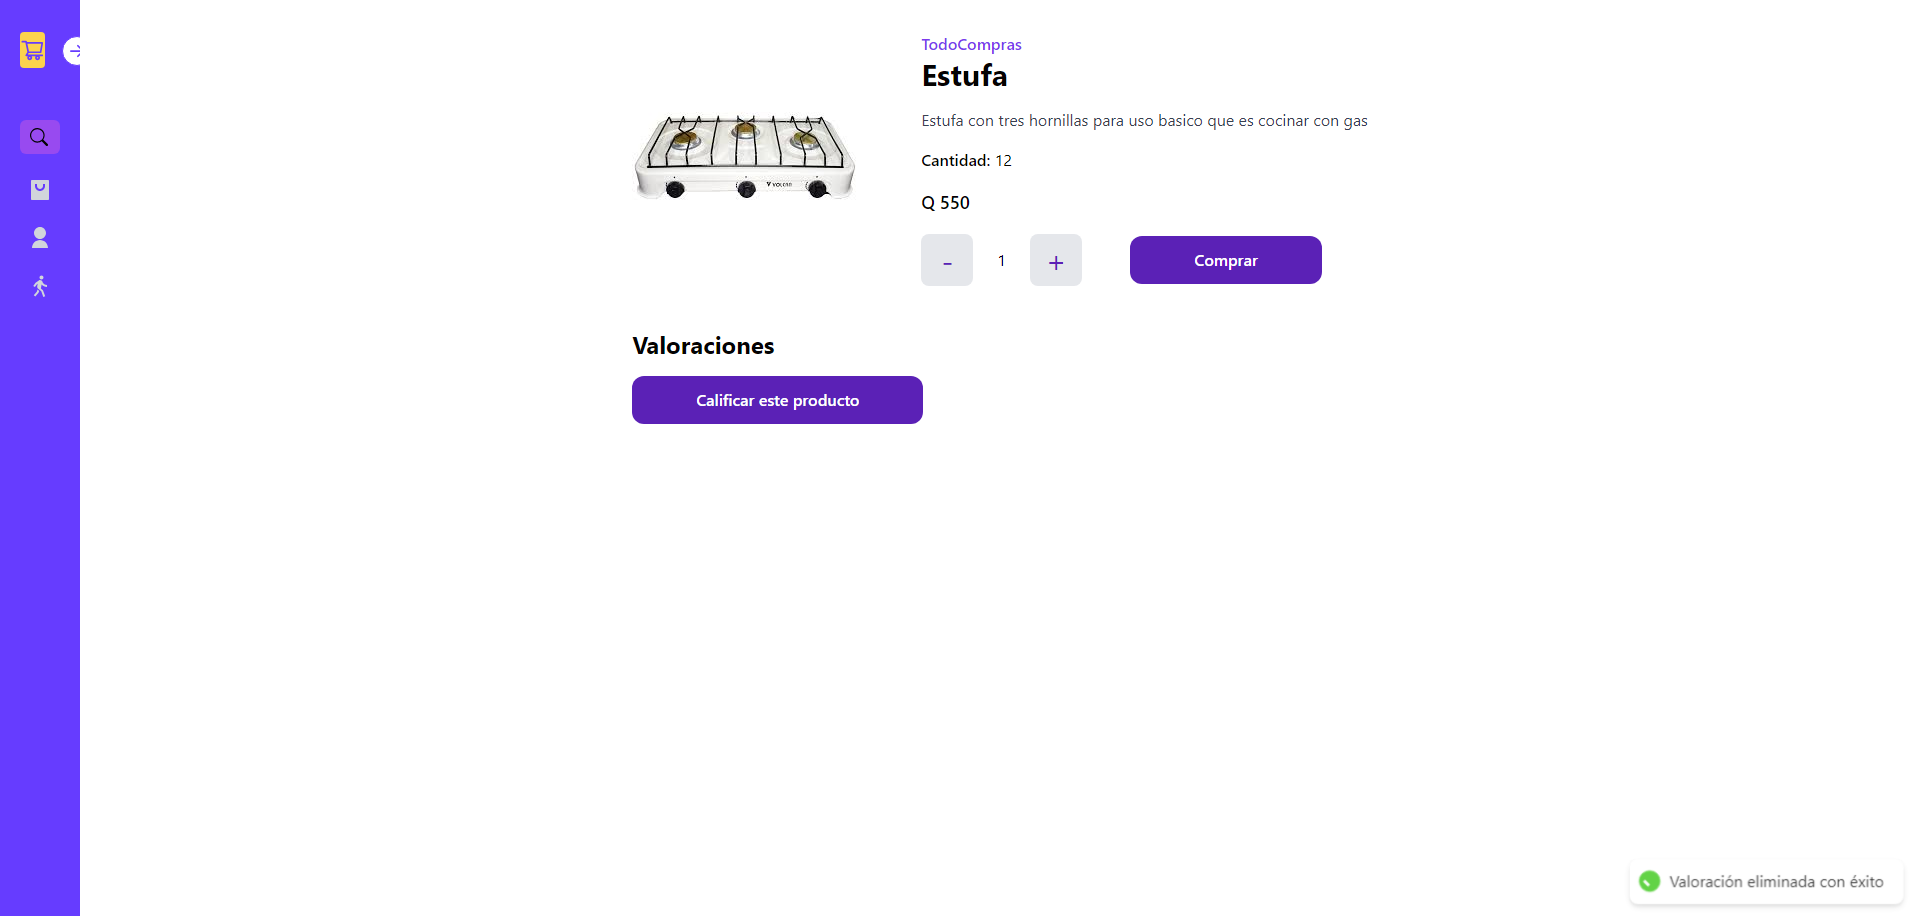 TodoCompras
Estufa
Estufa con tres hornillas para uso basico que es cocinar con gas
Cantidad: 12
Q 550
- 1 + Comprar
VOLCAN
Valoraciones
Calificar este producto
Valoración eliminada con éxito